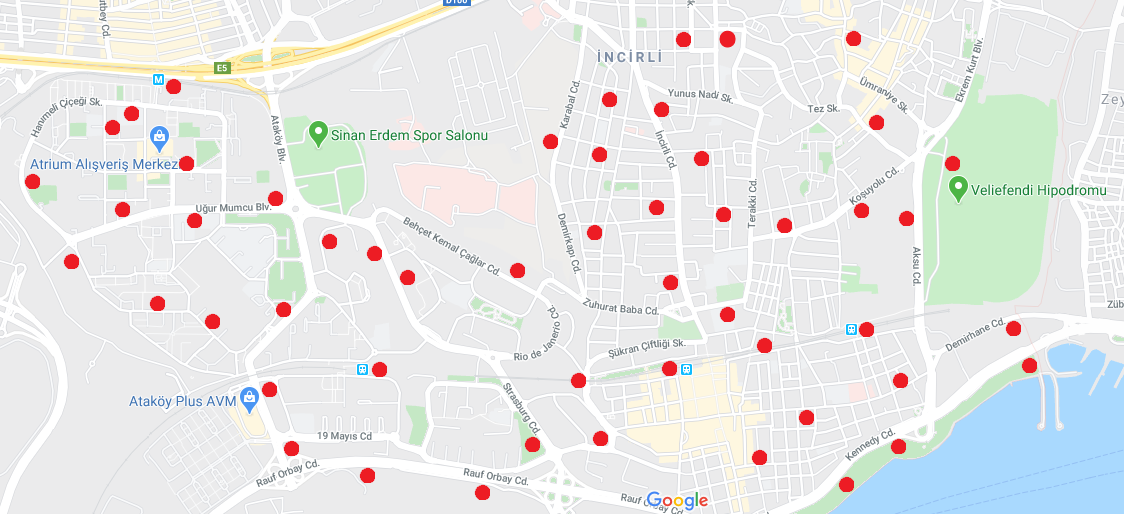 D100
E5
İNCİRLİ
Ekrem Kurt Blv.
M
Hanımeli Çiçeği Sk.
Karabal Cd.
Yunus Nadi Sk.
Ümraniye Sk.
Tez Sk.
Zey
Ataköy Blv.
Sinan Erdem Spor Salonu
İncirli Cd.
Atrium Alışveriş Merkezi
Terakki Cd.
Koşuyolu Cd.
Veliefendi Hipodromu
Uğur Mumcu Blv.
Behçet Kemal Çağlar Cd.
Demirkapı Cd.
Aksu Cd.
Zuhurat Baba Cd.
Züb
Rio de Janerio Cd.
Şükran Çiftliği Sk.
Demirhane Cd.
Ataköy Plus AVM
Strasburg Cd.
19 Mayıs Cd
Kennedy Cd.
Rauf Orbay Cd.
Rauf Orbay Cd.
Rauf Orbay Cd.
Google